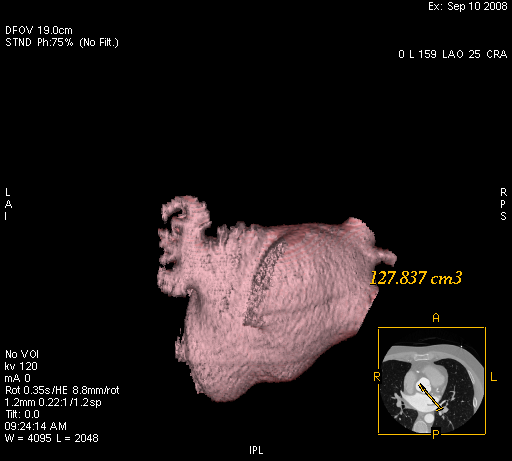 Ex: Sep 10 2008
DFOV 19.0cm
STND Ph:75% (No Filt.)
0 L 159 LAO 25 CRA
L
A
I
R
P
S
127.837 cm3
A
R
L
P
No VOI
kv 120
mA 0
Rot 0.35s/HE 8.8mm/rot
1.2mm 0.22:1/1.2sp
Tilt: 0.0
09:24:14 AM
W = 4095 L = 2048
IPL